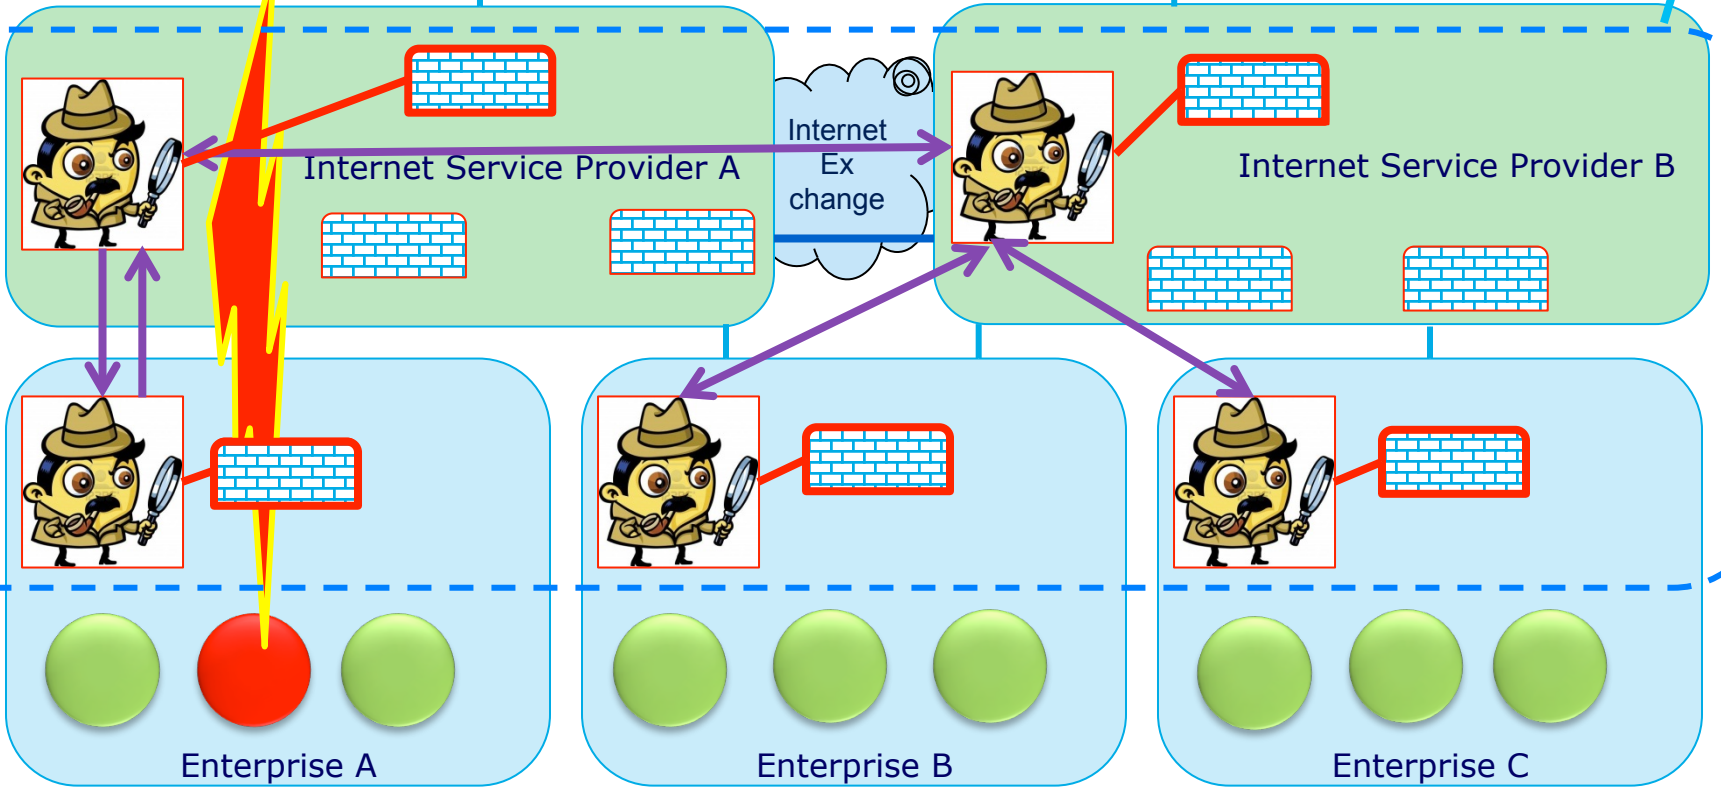 Internet
Ex
change
Internet Service Provider A
Internet Service Provider B
Enterprise A
Enterprise B
Enterprise C